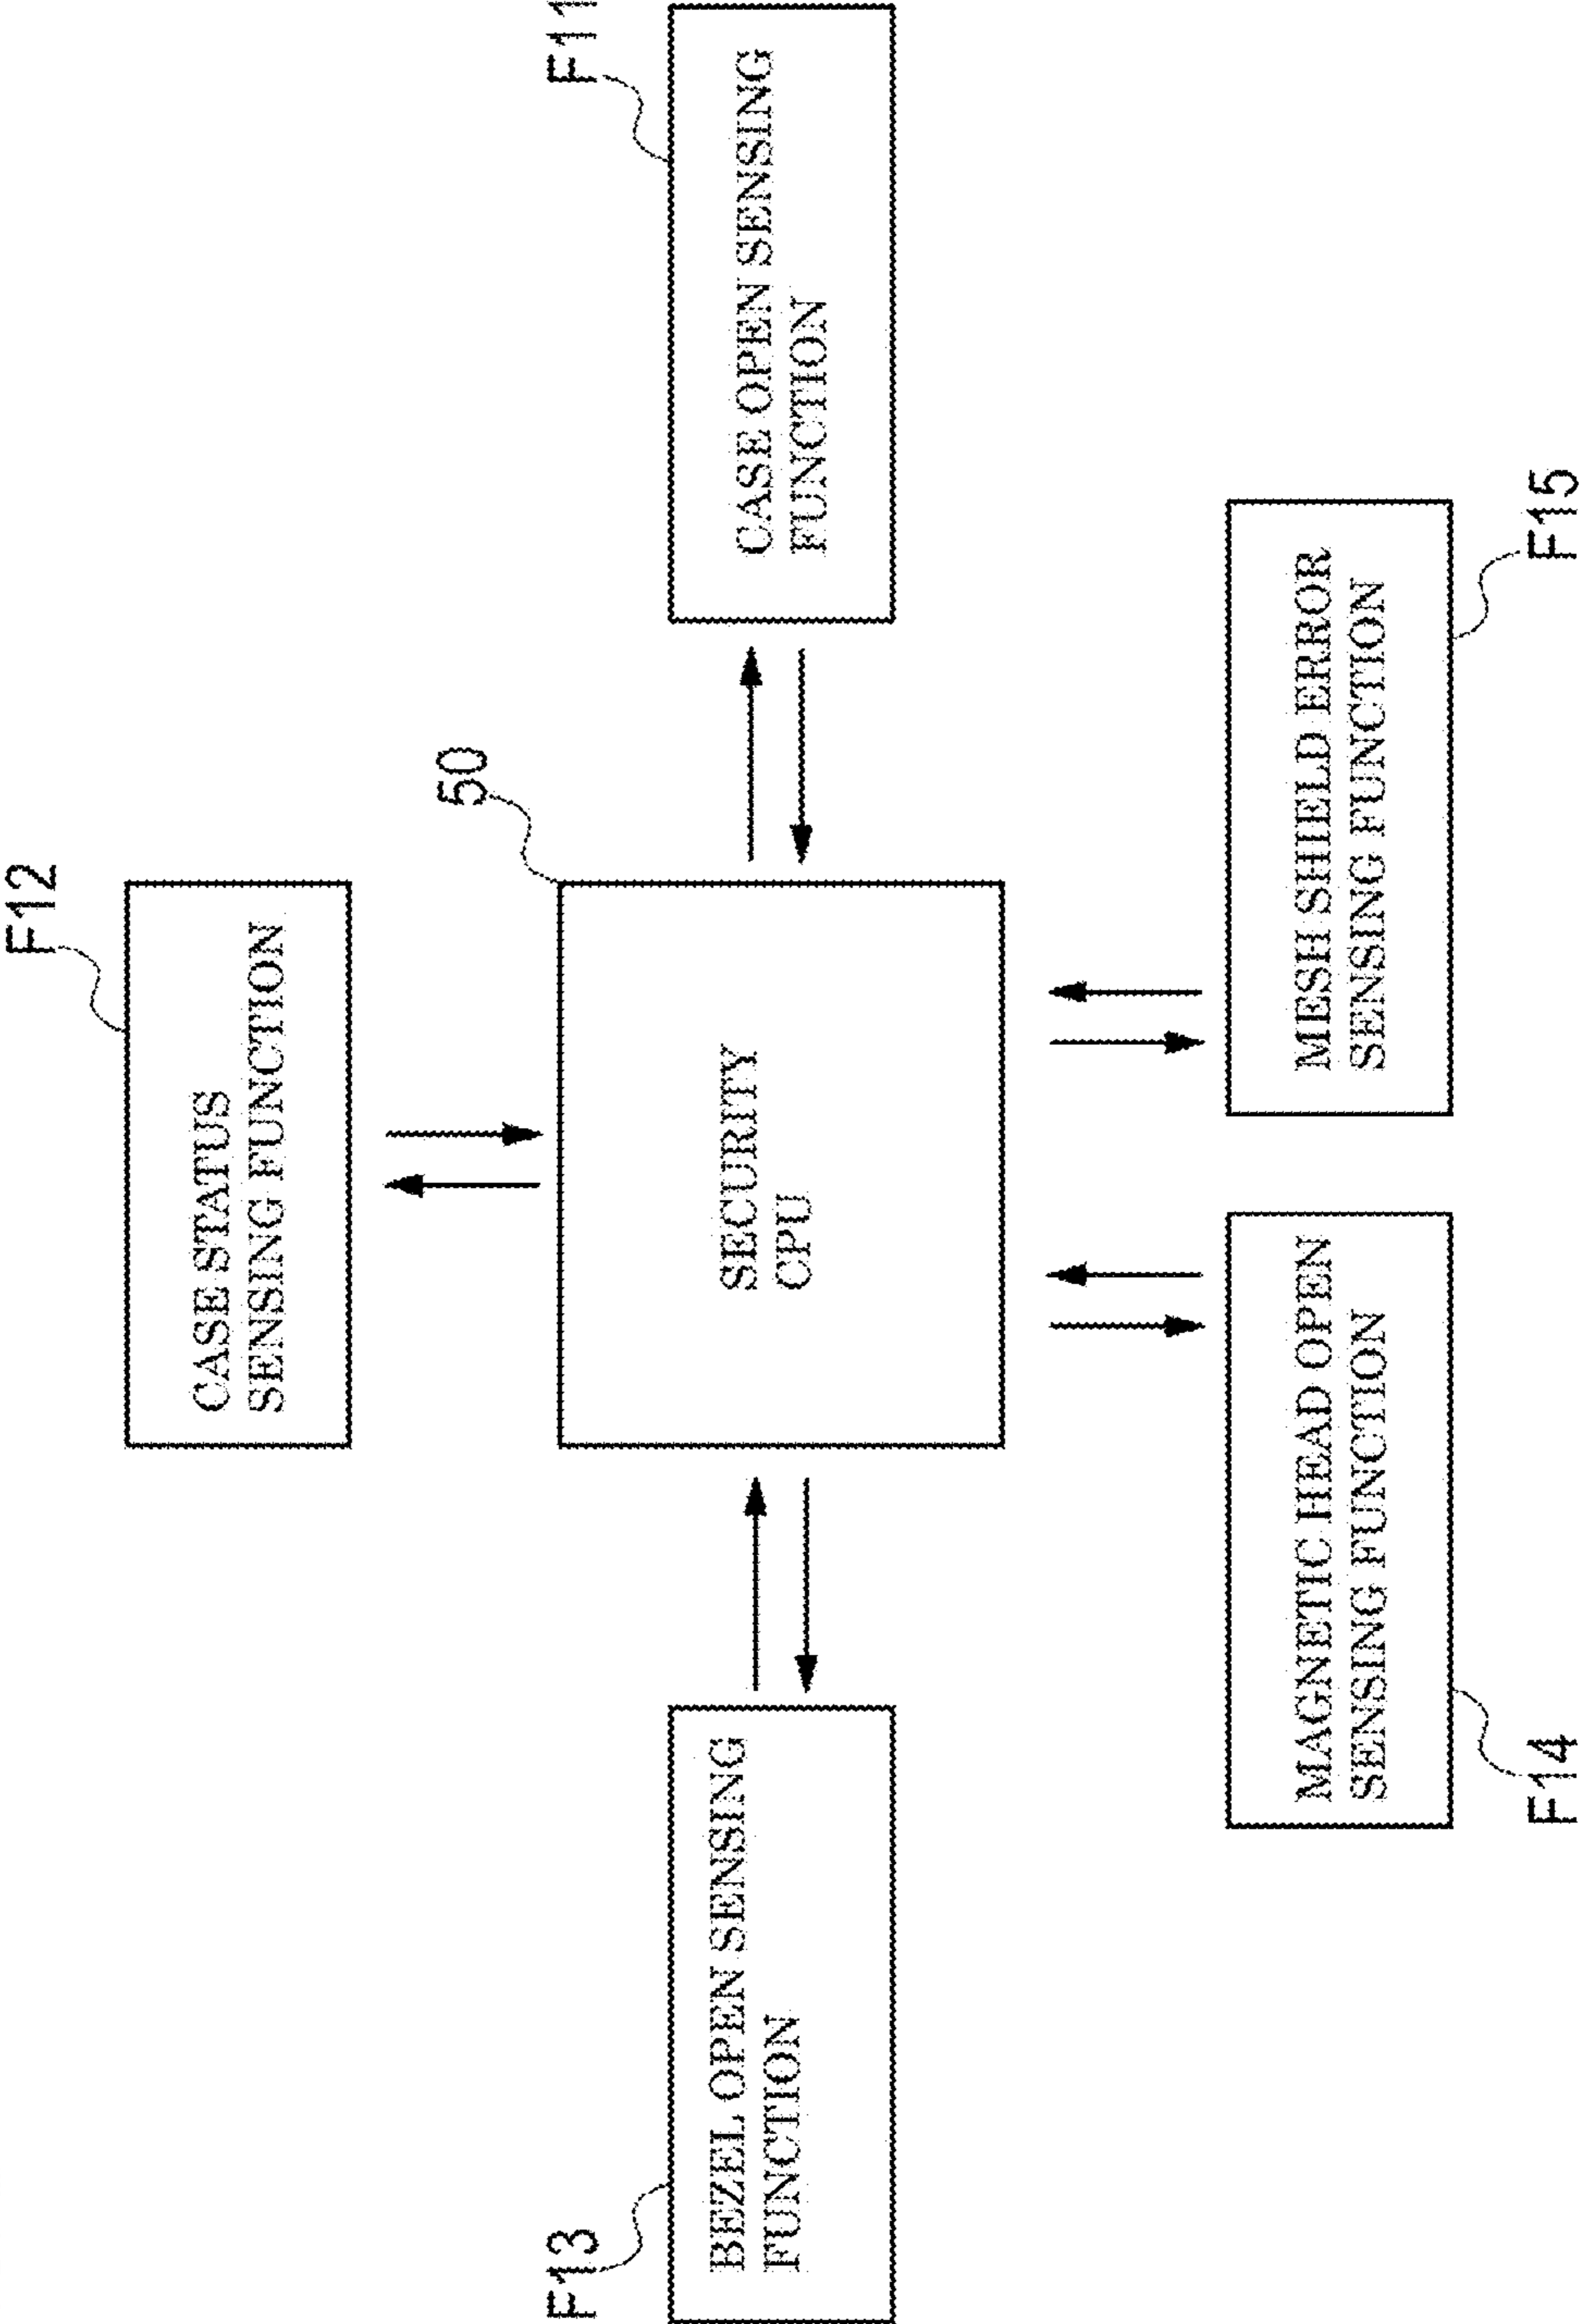 F12
CASE STATUS
SENSING FUNCTION
F13
BEZEL OPEN SENSING
FUNCTION
50
SECURITY
CPU
F11
CASE OPEN SENSING
FUNCTION
MAGNETIC HEAD OPEN
SENSING FUNCTION
F14
MESH SHIELD ERROR
SENSING FUNCTION
F15